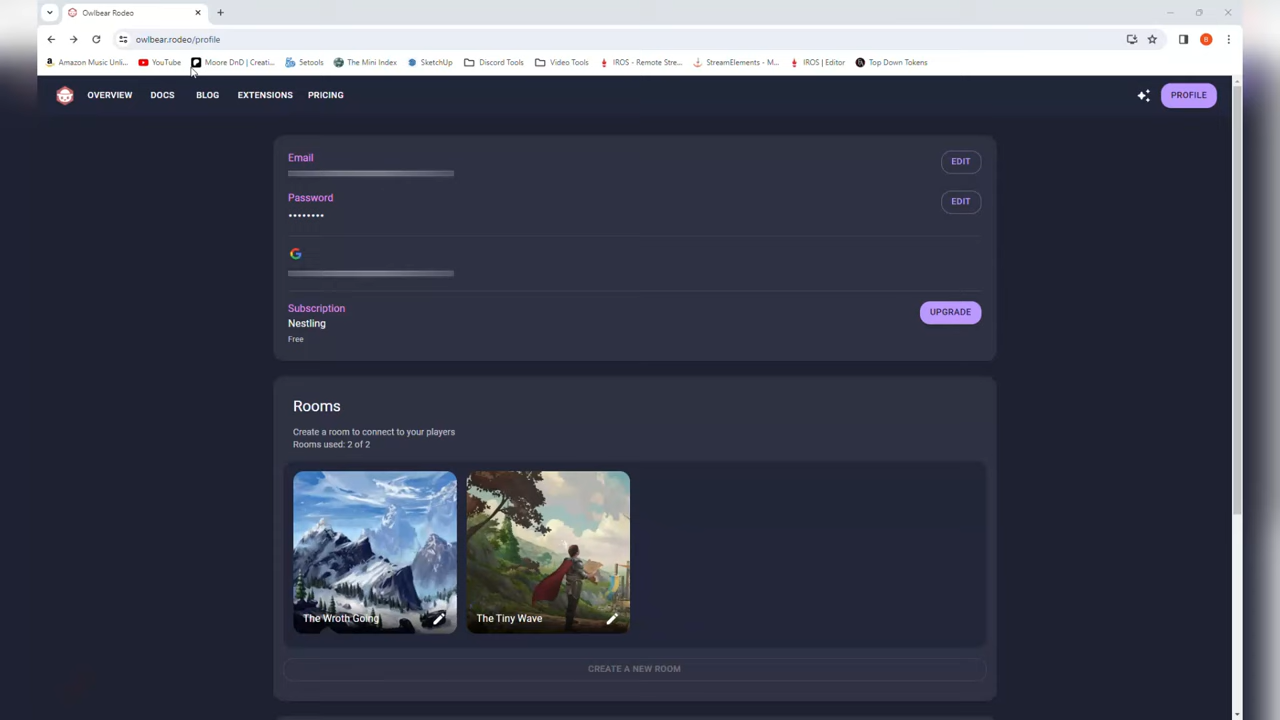 Owlbear Rodeo
owlbear.rodeo/profile
Amazon Music Unli... YouTube Moore DnD | Creati... Setools The Mini Index SketchUp Discord Tools Video Tools IROS - Remote Stre... StreamElements - M... IROS | Editor Top Down Tokens
OVERVIEW DOCS BLOG EXTENSIONS PRICING PROFILE
Email EDIT
Password EDIT
••••••••
Subscription UPGRADE
Nestling
Free
Rooms
Create a room to connect to your players
Rooms used: 2 of 2
The Wroth Going The Tiny Wave
CREATE A NEW ROOM